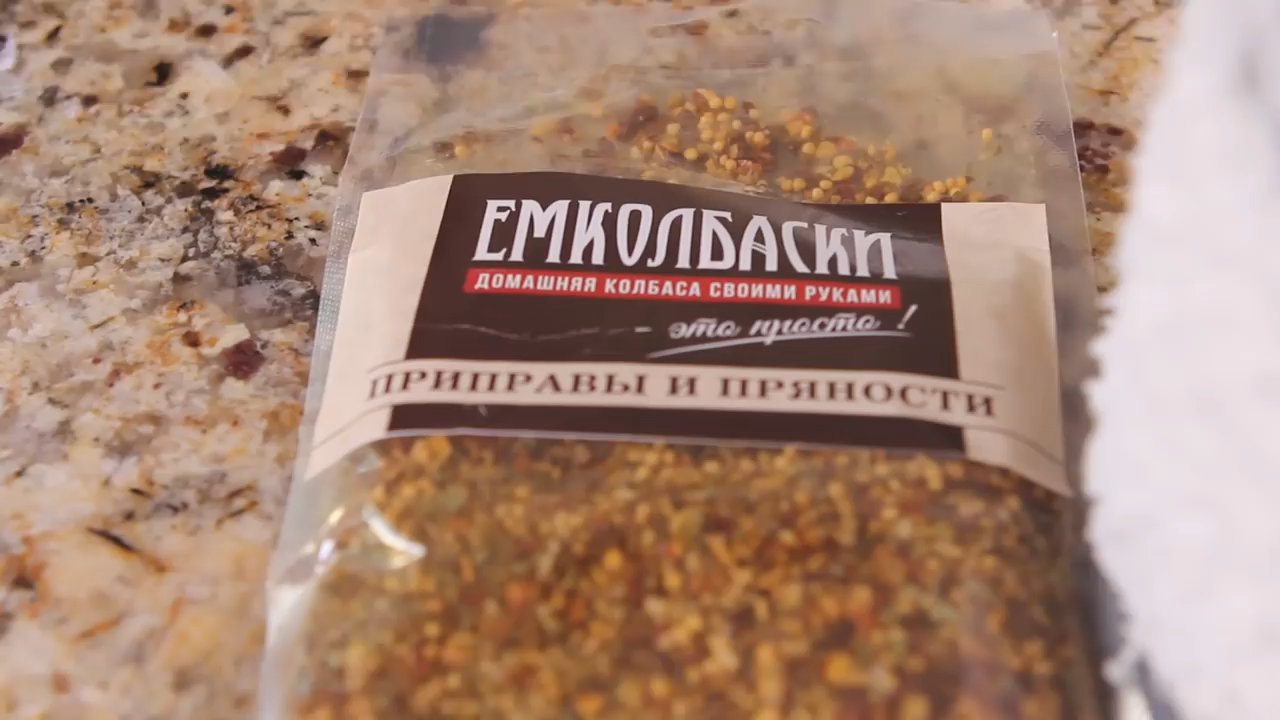 ЕМКОЛБАСКИ
ДОМАШНЯЯ КОЛБАСА СВОИМИ РУКАМИ
- это просто!
ПРИПРАВЫ И ПРЯНОСТИ